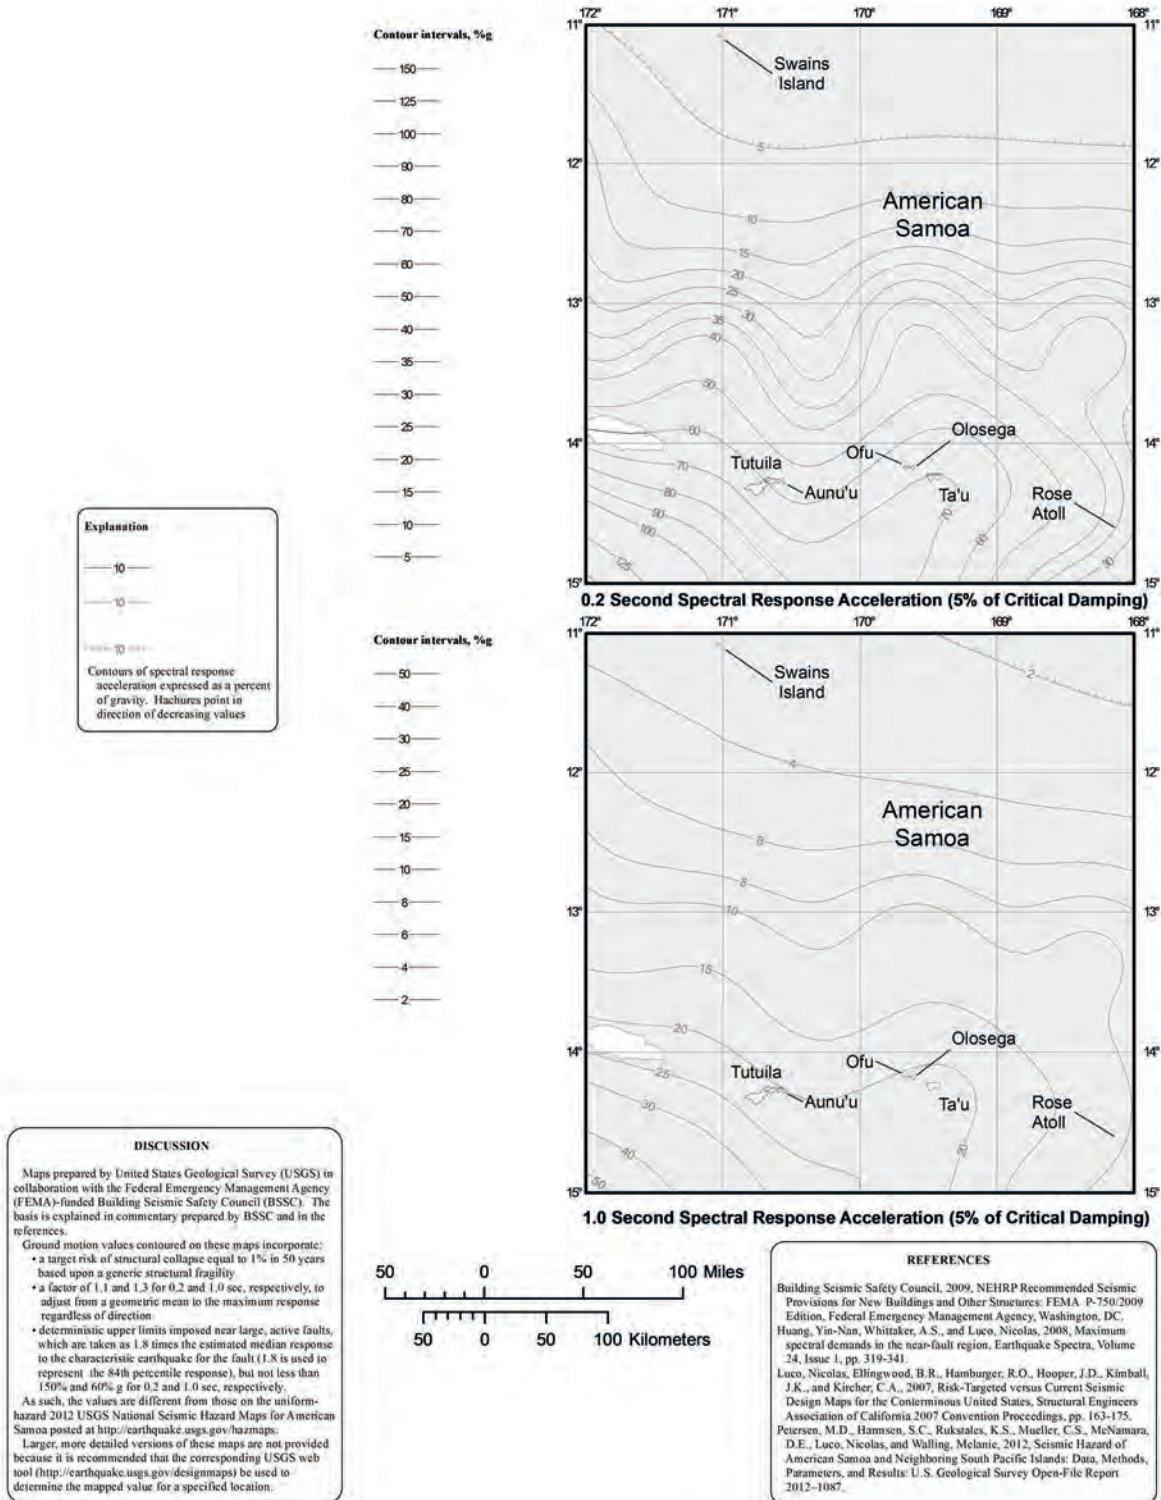 Contour intervals, %g
150
125
100
90
80
70
60
50
40
35
30
25
20
15
10
5
Explanation
10
10
10
Contours of spectral response
acceleration expressed as a percent
of gravity. Hachures point in
direction of decreasing values
172° 171° 170° 169° 168°
11° 11°
Swains
Island
5
12° 12°
American
Samoa
10
15
20
25
13° 13°
30
35
40
50
60
14° 14°
Olosega
Ofu
Tutuila
70
Aunu'u
Ta'u
Rose
Atoll
80
90
100
70
60
125
30
15° 15°
0.2 Second Spectral Response Acceleration (5% of Critical Damping)
Contour intervals, %g
50
40
30
25
20
15
10
8
6
4
2
172° 171° 170° 169° 168°
11° 11°
Swains
Island
2
4
12° 12°
American
Samoa
6
8
10
13° 13°
15
20
14° 14°
Olosega
Ofu
Tutuila
25
Aunu'u
Ta'u
Rose
Atoll
30
40
20
50
15° 15°
1.0 Second Spectral Response Acceleration (5% of Critical Damping)
DISCUSSION
Maps prepared by United States Geological Survey (USGS) in
collaboration with the Federal Emergency Management Agency
(FEMA)-funded Building Seismic Safety Council (BSSC). The
basis is explained in commentary prepared by BSSC and in the
references.
Ground motion values contoured on these maps incorporate:
• a target risk of structural collapse equal to 1% in 50 years
based upon a generic structural fragility
• a factor of 1.1 and 1.3 for 0.2 and 1.0 sec, respectively, to
adjust from a geometric mean to the maximum response
regardless of direction
• deterministic upper limits imposed near large, active faults,
which are taken as 1.8 times the estimated median response
to the characteristic earthquake for the fault (1.8 is used to
represent the 84th percentile response), but not less than
150% and 60% g for 0.2 and 1.0 sec, respectively.
As such, the values are different from those on the uniform-
hazard 2012 USGS National Seismic Hazard Maps for American
Samoa posted at http://earthquake.usgs.gov/hazmaps.
Larger, more detailed versions of these maps are not provided
because it is recommended that the corresponding USGS web
tool (http://earthquake.usgs.gov/designmaps) be used to
determine the mapped value for a specified location.
50 0 50 100 Miles
50 0 50 100 Kilometers
REFERENCES
Building Seismic Safety Council, 2009, NEHRP Recommended Seismic
Provisions for New Buildings and Other Structures: FEMA P-750/2009
Edition, Federal Emergency Management Agency, Washington, DC.
Huang, Yin-Nan, Whittaker, A.S., and Luco, Nicolas, 2008, Maximum
spectral demands in the near-fault region, Earthquake Spectra, Volume
24, Issue 1, pp. 319-341.
Luco, Nicolas, Ellingwood, B.R., Hamburger, R.O., Hooper, J.D., Kimball,
J.K., and Kircher, C.A., 2007, Risk-Targeted versus Current Seismic
Design Maps for the Conterminous United States, Structural Engineers
Association of California 2007 Convention Proceedings, pp. 163-175.
Petersen, M.D., Harmsen, S.C., Rukstales, K.S., Mueller, C.S., McNamara,
D.E., Luco, Nicolas, and Walling, Melanie, 2012, Seismic Hazard of
American Samoa and Neighboring South Pacific Islands: Data, Methods,
Parameters, and Results: U.S. Geological Survey Open-File Report
2012–1087.